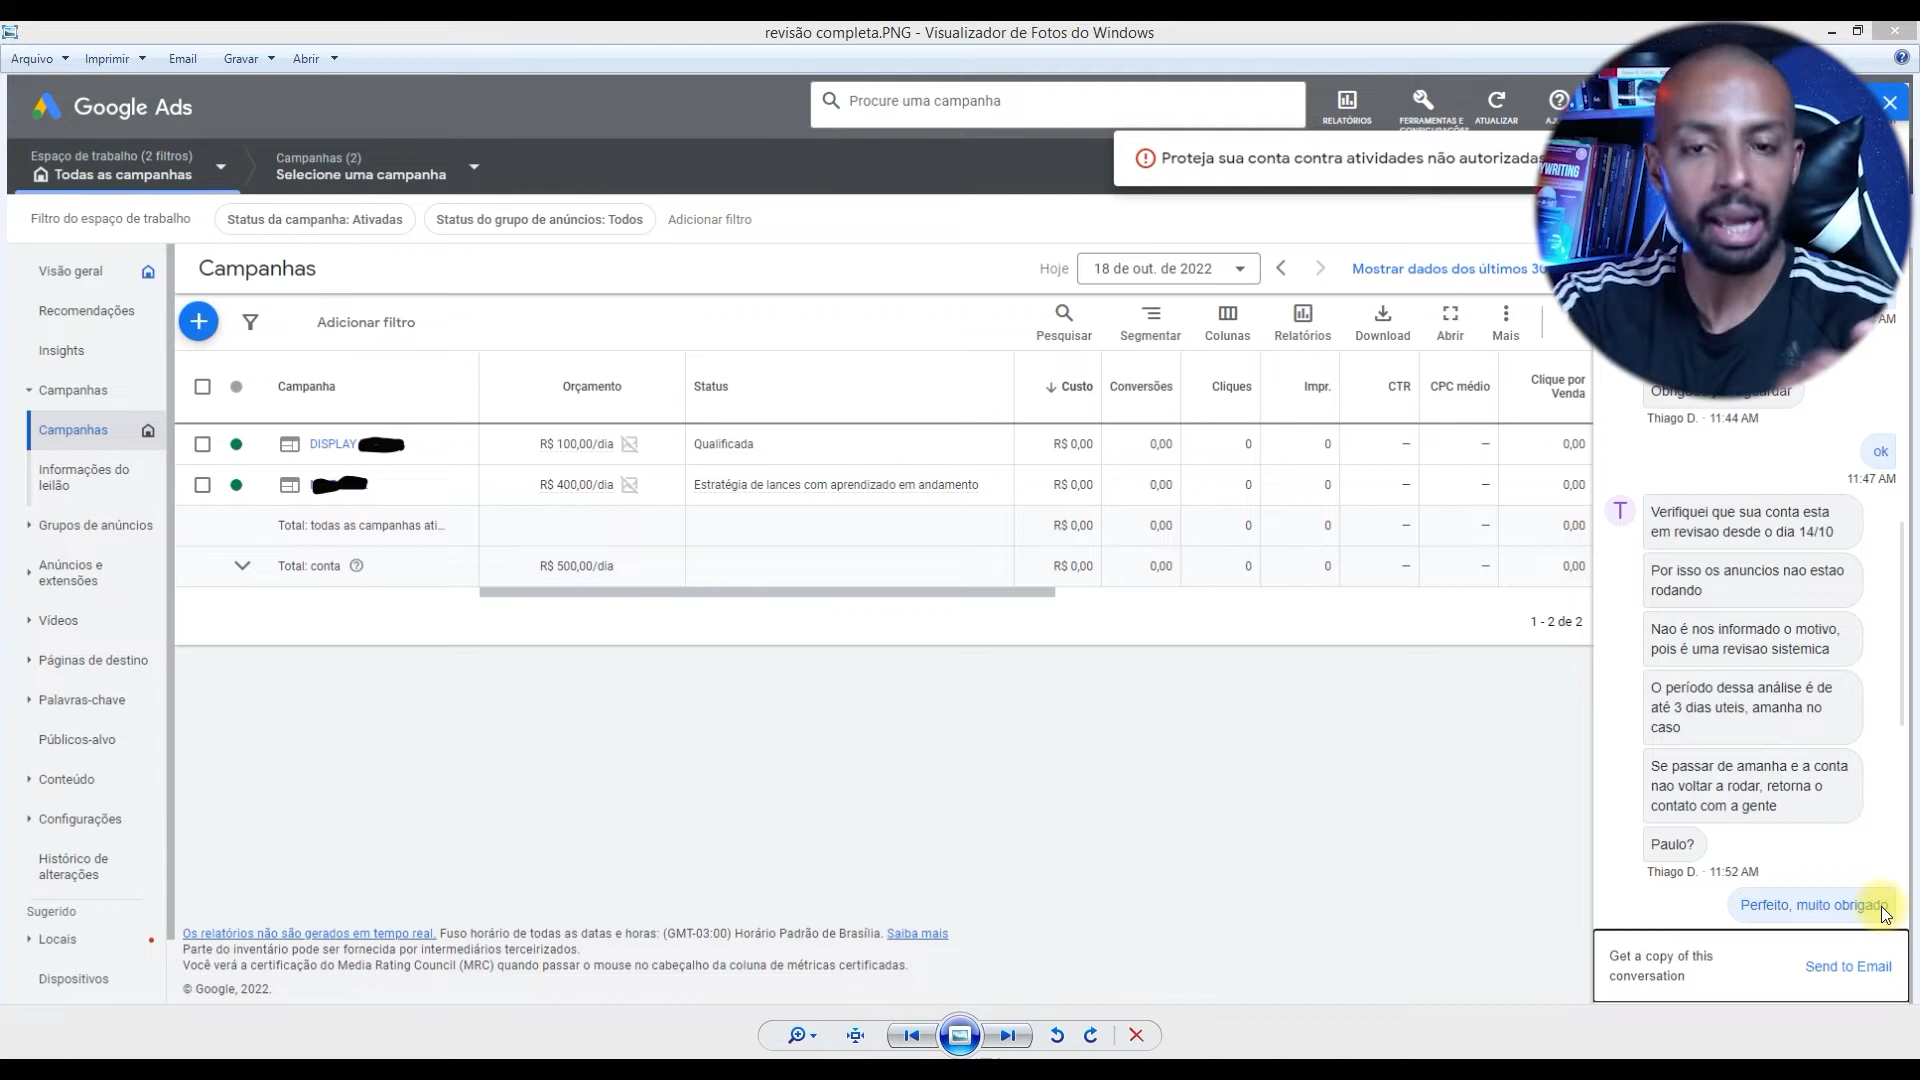 revisão completa.PNG - Visualizador de Fotos do Windows
Arquivo Imprimir Email Gravar Abrir
Google Ads
Procure uma campanha
RELATÓRIOS
FERRAMENTAS E
ATUALIZAR
Espaço de trabalho (2 filtros)
Todas as campanhas
Campanhas (2)
Selecione uma campanha
Proteja sua conta contra atividades não autorizadas
Filtro do espaço de trabalho
Status da campanha: Ativadas
Status do grupo de anúncios: Todos
Adicionar filtro
Visão geral
Recomendações
Insights
Campanhas
Campanhas
Informações do
leilão
Grupos de anúncios
Anúncios e
extensões
Vídeos
Páginas de destino
Palavras-chave
Públicos-alvo
Conteúdo
Configurações
Histórico de
alterações
Sugerido
Locais
Dispositivos
Campanhas
Hoje
18 de out. de 2022
Mostrar dados dos últimos 30
Adicionar filtro
Pesquisar
Segmentar
Colunas
Relatórios
Download
Abrir
Mais
Campanha Orçamento Status Custo Conversões Cliques Impr. CTR CPC médio Clique por
Venda
DISPLAY R$ 100,00/dia Qualificada R$ 0,00 0,00 0 0 – – 0,00
R$ 400,00/dia Estratégia de lances com aprendizado em andamento R$ 0,00 0,00 0 0 – – 0,00
Total: todas as campanhas ati... R$ 0,00 0,00 0 0 – – 0,00
Total: conta R$ 500,00/dia R$ 0,00 0,00 0 0 – – 0,00
1 - 2 de 2
Os relatórios não são gerados em tempo real. Fuso horário de todas as datas e horas: (GMT-03:00) Horário Padrão de Brasília. Saiba mais
Parte do inventário pode ser fornecida por intermediários terceirizados.
Você verá a certificação do Media Rating Council (MRC) quando passar o mouse no cabeçalho da coluna de métricas certificadas.
© Google, 2022.
YWRITING
AM
Thiago D. · 11:44 AM
ok
11:47 AM
T
Verifiquei que sua conta esta
em revisao desde o dia 14/10
Por isso os anuncios nao estao
rodando
Nao é nos informado o motivo,
pois é uma revisao sistemica
O período dessa análise é de
até 3 dias uteis, amanha no
caso
Se passar de amanha e a conta
nao voltar a rodar, retorna o
contato com a gente
Paulo?
Thiago D. · 11:52 AM
Perfeito, muito obrigado
Get a copy of this
conversation
Send to Email